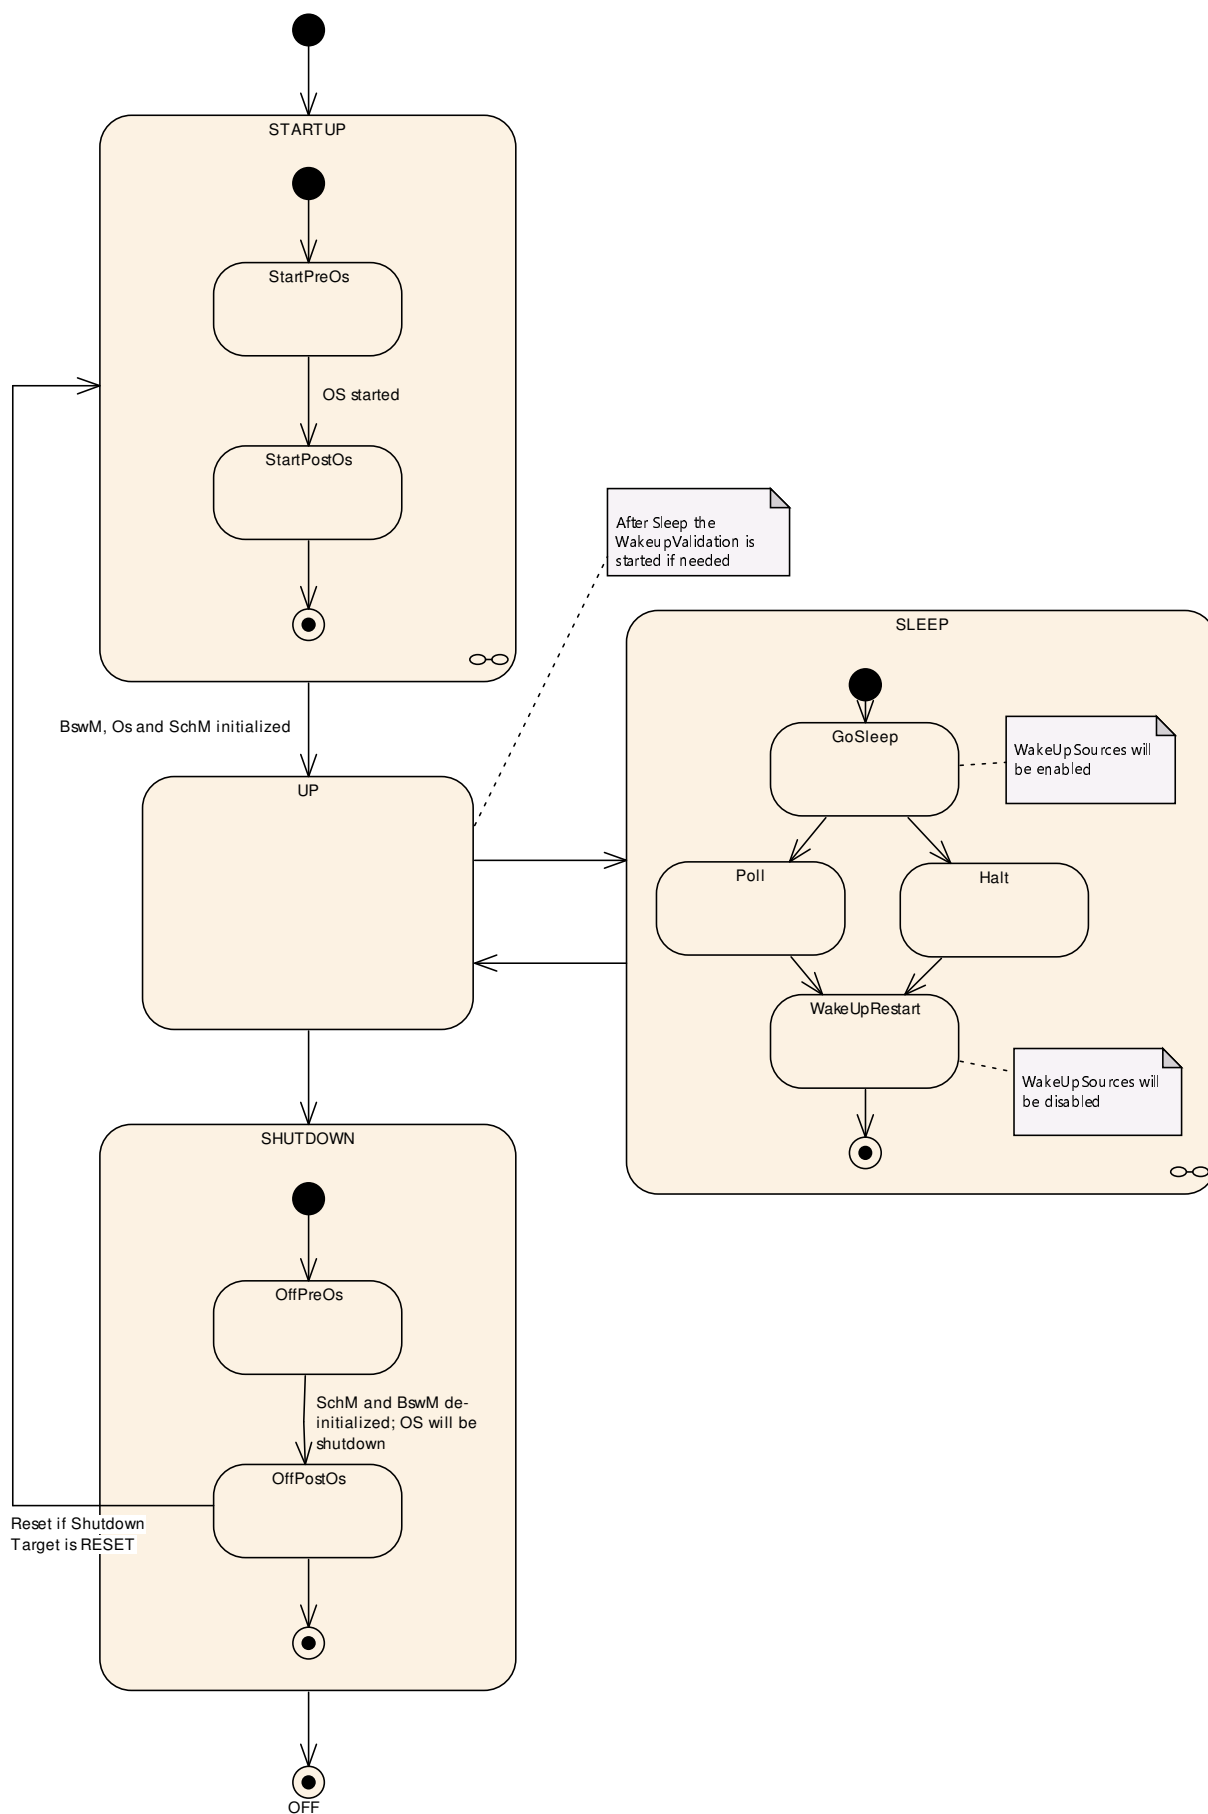 STARTUP
StartPreOs
OS started
StartPostOs
After Sleep the
WakeupValidation is
started if needed
SLEEP
BswM, Os and SchM initialized
GoSleep
WakeUpSources will
be enabled
UP
Poll
Halt
WakeUpRestart
WakeUpSources will
be disabled
SHUTDOWN
OffPreOs
SchM and BswM de-
initialized; OS will be
shutdown
OffPostOs
Reset if Shutdown
Target is RESET
OFF